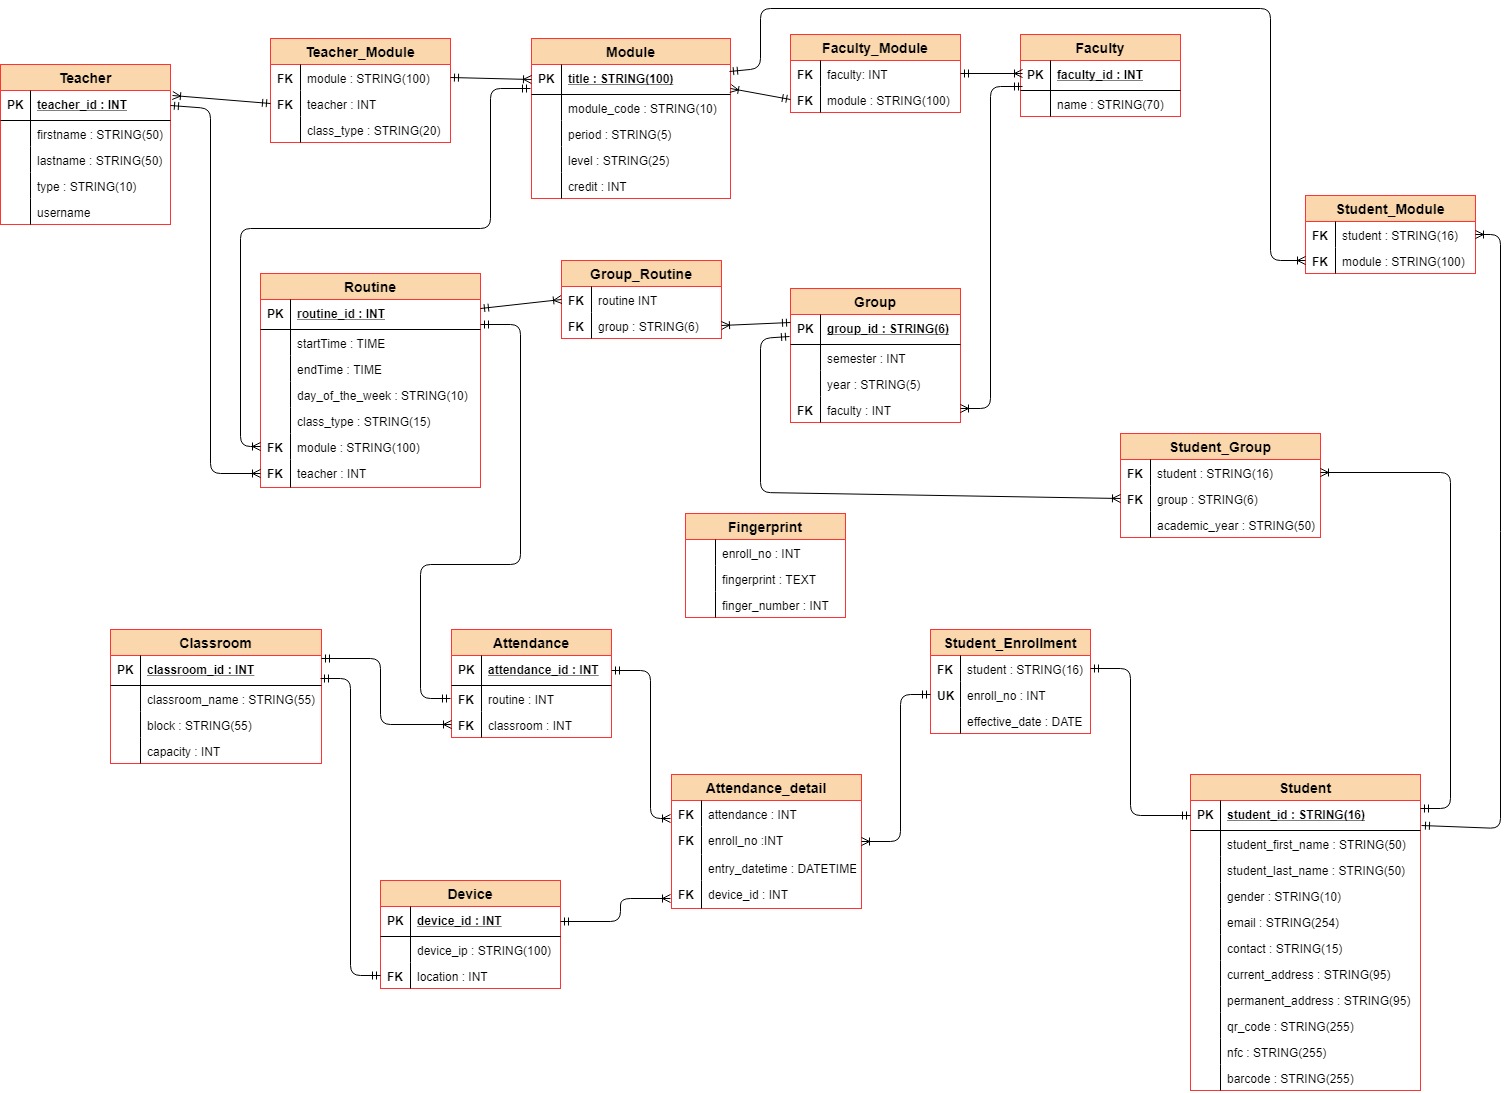 Teacher
PK teacher_id : INT
firstname : STRING(50)
lastname : STRING(50)
type : STRING(10)
username
Teacher_Module
FK module : STRING(100)
FK teacher : INT
class_type : STRING(20)
Module
PK title : STRING(100)
module_code : STRING(10)
period : STRING(5)
level : STRING(25)
credit : INT
Faculty_Module
FK faculty: INT
FK module : STRING(100)
Faculty
PK faculty_id : INT
name : STRING(70)
Student_Module
FK student : STRING(16)
FK module : STRING(100)
Routine
PK routine_id : INT
startTime : TIME
endTime : TIME
day_of_the_week : STRING(10)
class_type : STRING(15)
FK module : STRING(100)
FK teacher : INT
Group_Routine
FK routine INT
FK group : STRING(6)
Group
PK group_id : STRING(6)
semester : INT
year : STRING(5)
FK faculty : INT
Student_Group
FK student : STRING(16)
FK group : STRING(6)
academic_year : STRING(50)
Fingerprint
enroll_no : INT
fingerprint : TEXT
finger_number : INT
Classroom
PK classroom_id : INT
classroom_name : STRING(55)
block : STRING(55)
capacity : INT
Attendance
PK attendance_id : INT
FK routine : INT
FK classroom : INT
Student_Enrollment
FK student : STRING(16)
UK enroll_no : INT
effective_date : DATE
Attendance_detail
FK attendance : INT
FK enroll_no :INT
entry_datetime : DATETIME
FK device_id : INT
Device
PK device_id : INT
device_ip : STRING(100)
FK location : INT
Student
PK student_id : STRING(16)
student_first_name : STRING(50)
student_last_name : STRING(50)
gender : STRING(10)
email : STRING(254)
contact : STRING(15)
current_address : STRING(95)
permanent_address : STRING(95)
qr_code : STRING(255)
nfc : STRING(255)
barcode : STRING(255)